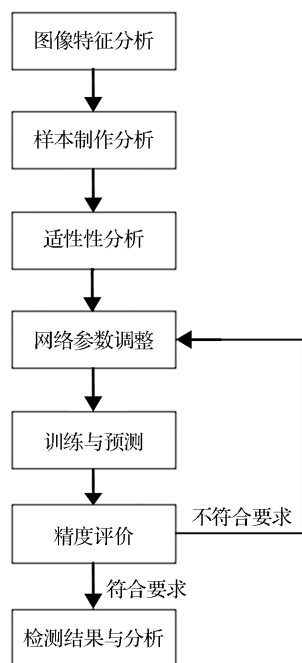 图像特征分析
样本制作分析
适性性分析
网络参数调整
训练与预测
精度评价
不符合要求
符合要求
检测结果与分析